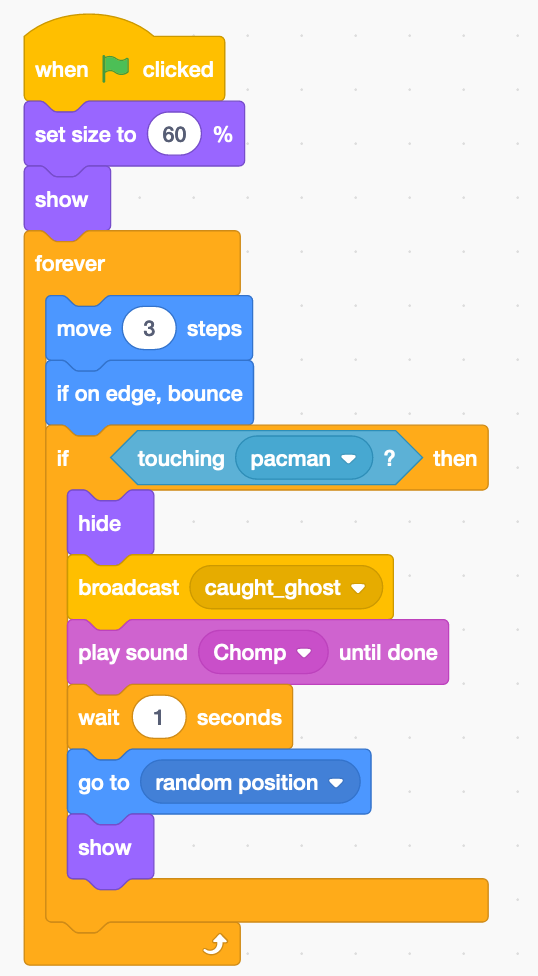 when clicked
set size to 60 %
show
forever
move 3 steps
if on edge, bounce
if touching pacman ? then
hide
broadcast caught_ghost
play sound Chomp until done
wait 1 seconds
go to random position
show